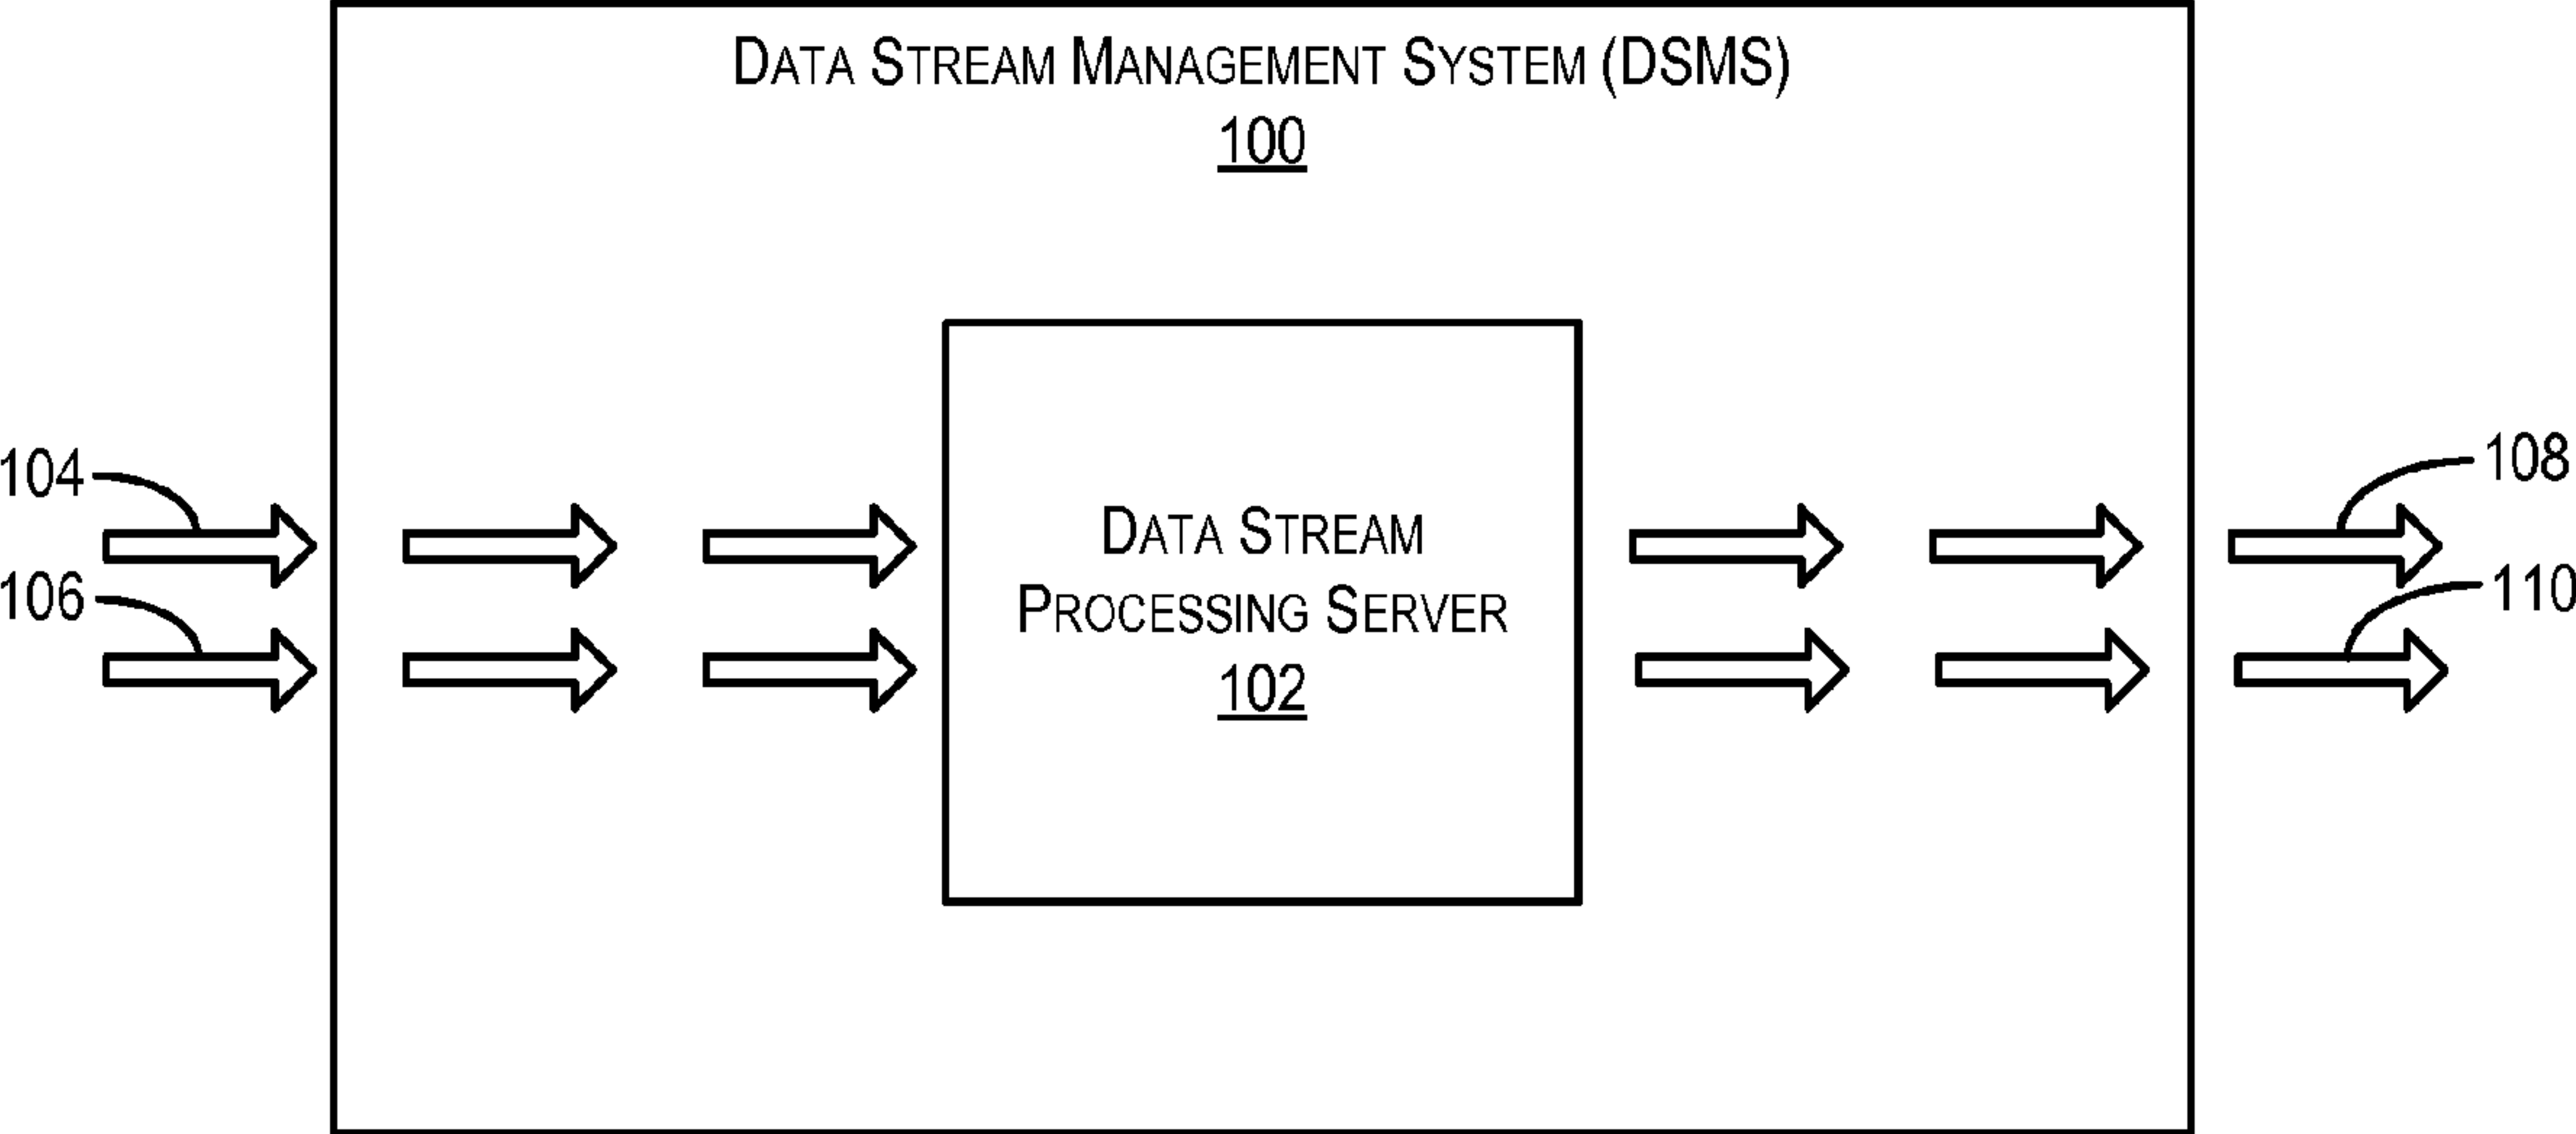 DATA STREAM MANAGEMENT SYSTEM (DSMS)
100
104
106
DATA STREAM
PROCESSING SERVER
102
108
110